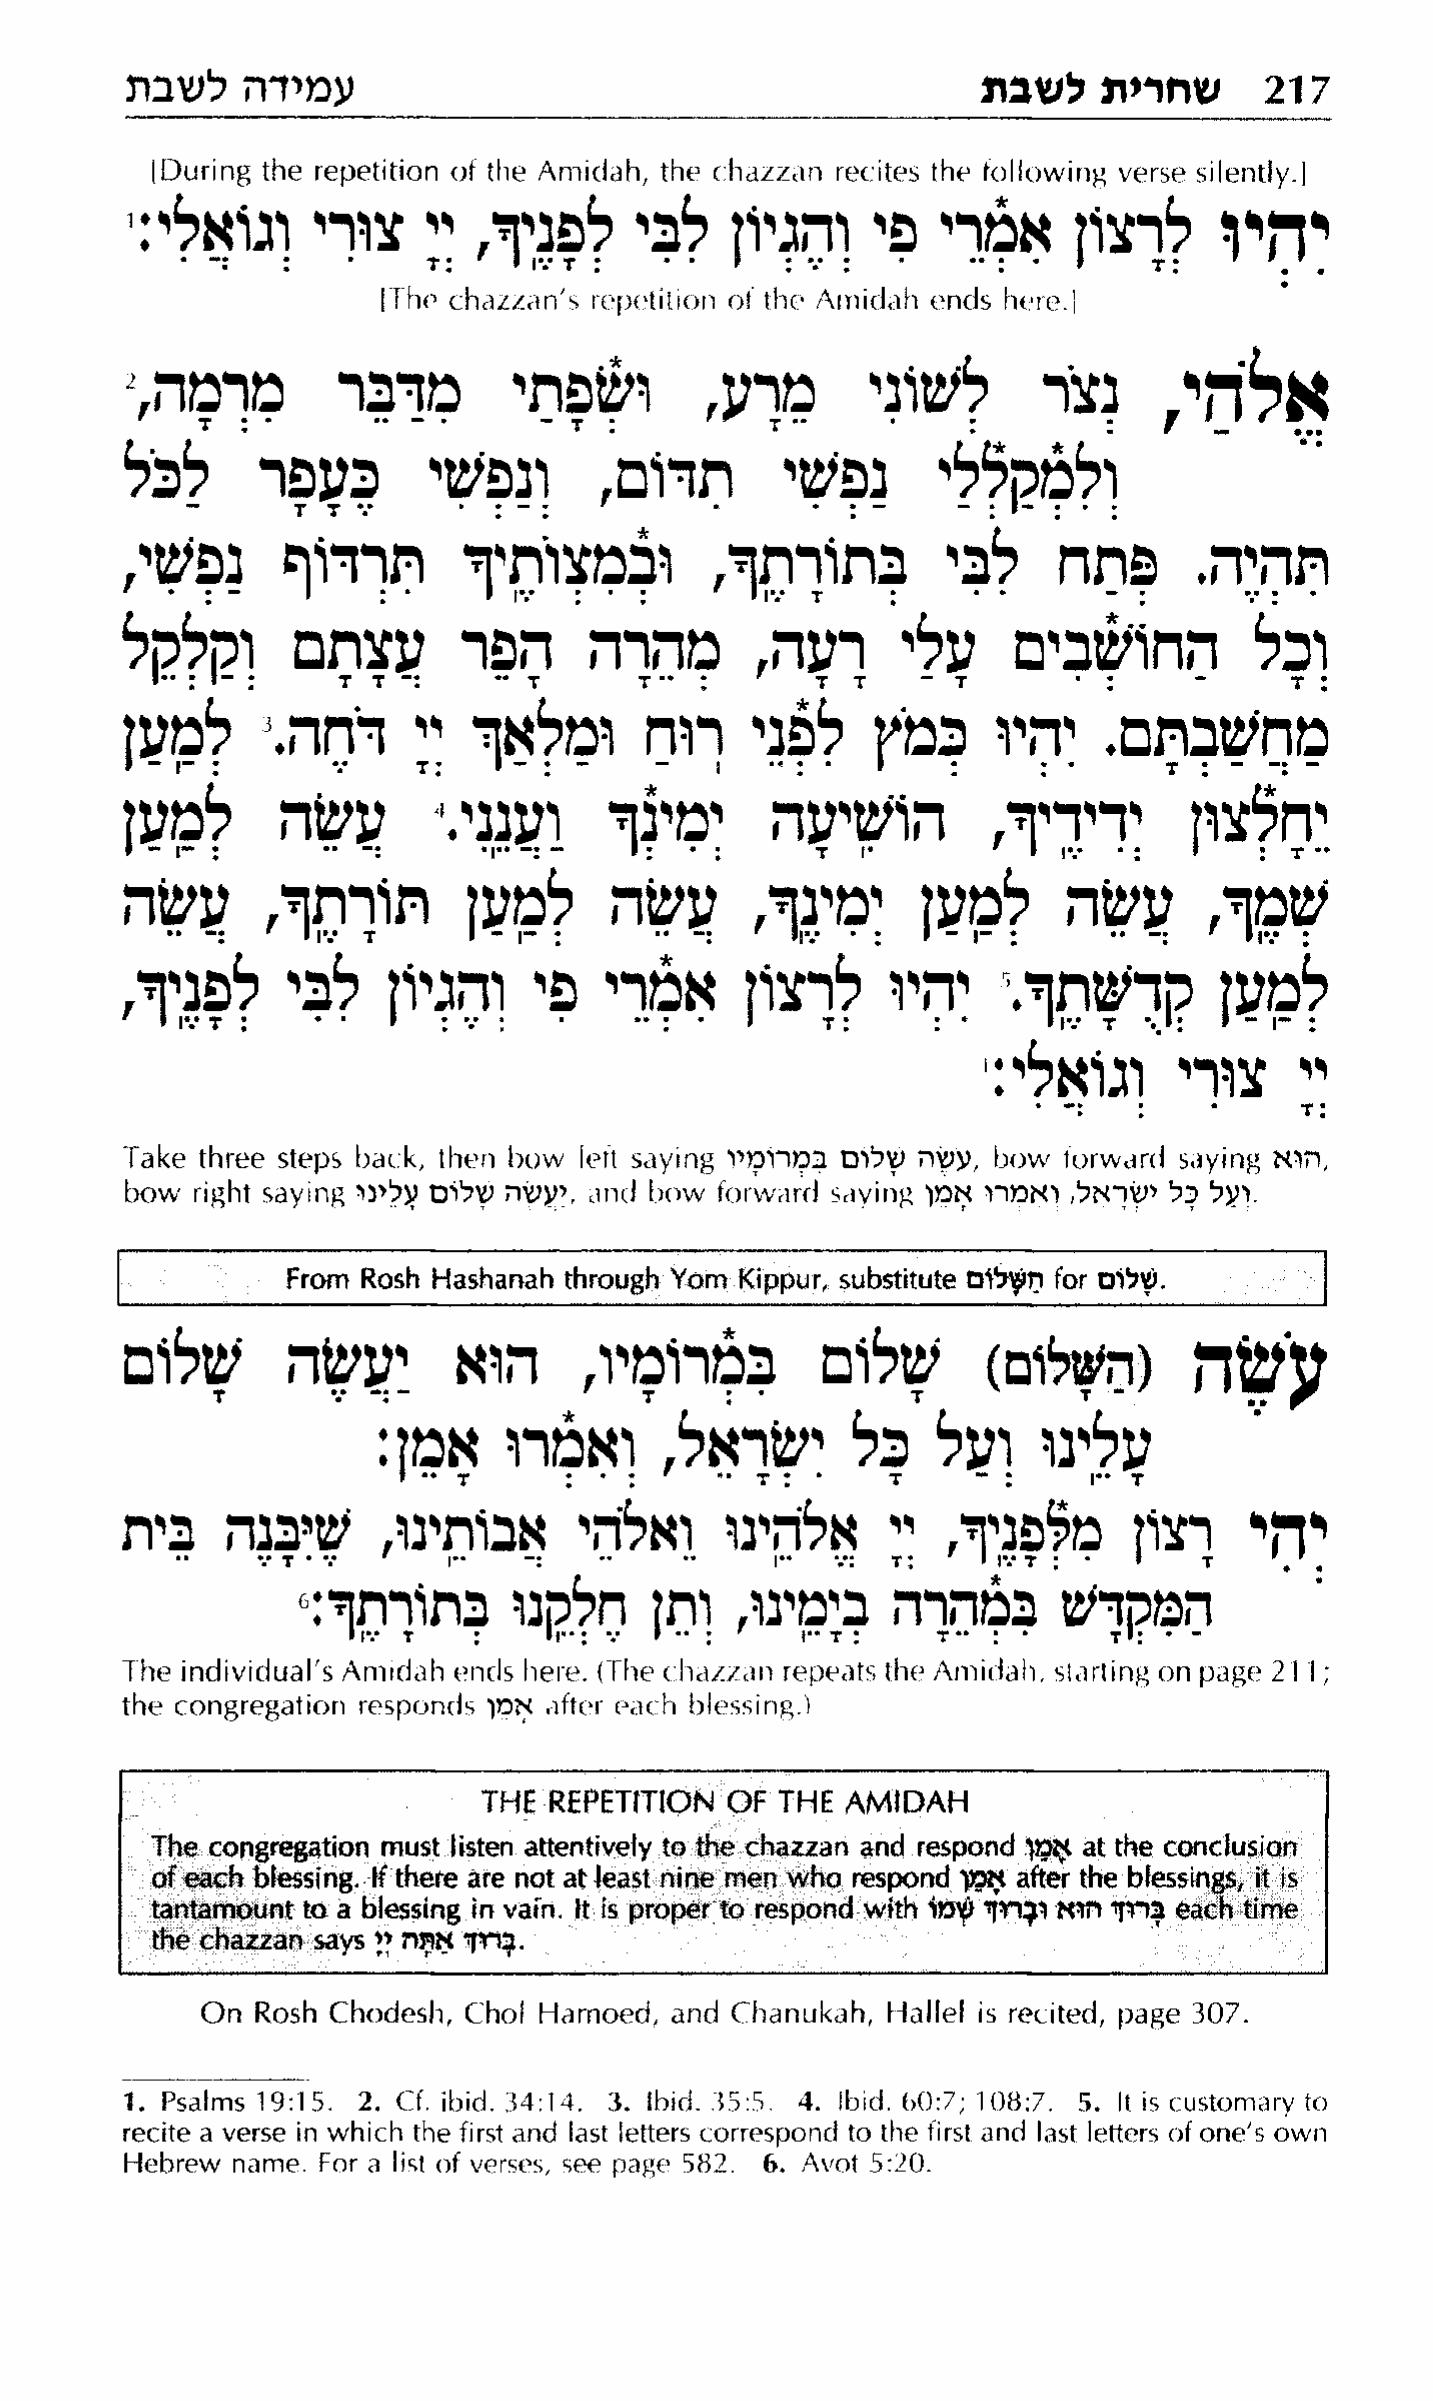 217 שחרית לשבת עמידה לשבת
[During the repetition of the Amidah, the chazzan recites the following verse silently.]
יִהְיוּ לְרָצוֹן אִמְ֯רֵי פִי וְהֶגְיוֹן לִבִּי לְפָנֶיךָ, יְיָ צוּרִי וְגוֹאֲלִי:¹
[The chazzan's repetition of the Amidah ends here.]
אֱלֹהַי, נְצוֹר לְשׁוֹנִי מֵרָע, וּשְׂ*פָתַי מִדַּבֵּר מִרְמָה,²
וְלִמְ*קַלְ*לַי נַפְשִׁי תִדּוֹם, וְנַפְשִׁי כֶּעָפָר לַכֹּל
תִּהְיֶה. פְּתַח לִבִּי בְּתוֹרָתֶךָ, וּבְ*מִצְוֹתֶיךָ תִּרְדּוֹף נַפְשִׁי,
וְכָל הַחוֹשְׁ*בִים עָלַי רָעָה, מְהֵרָה הָפֵר עֲצָתָם וְקַלְקֵל
מַחֲשַׁבְתָּם. יִהְיוּ כְּמֹץ לִפְ*נֵי רוּחַ וּמַלְאַךְ יְיָ דֹּחֶה.³ לְמַעַן
יֵחָלְ*צוּן יְדִידֶיךָ, הוֹשִׁיעָה יְמִינְ*ךָ וַעֲנֵנִי.⁴ עֲשֵׂה לְמַעַן
שְׁמֶךָ, עֲשֵׂה לְמַעַן יְמִינֶךָ, עֲשֵׂה לְמַעַן תּוֹרָתֶךָ, עֲשֵׂה
לְמַעַן קְדֻשָּׁתֶךָ.⁵ יִהְיוּ לְרָצוֹן אִמְ*רֵי פִי וְהֶגְיוֹן לִבִּי לְפָנֶיךָ,
יְיָ צוּרִי וְגוֹאֲלִי:¹
Take three steps back, then bow left saying עֹשֶׂה שָׁלוֹם בִּמְרוֹמָיו, bow forward saying הוּא,
bow right saying יַעֲשֶׂה שָׁלוֹם עָלֵינוּ, and bow forward saying וְעַל כָּל יִשְׂרָאֵל, וְאִמְרוּ אָמֵן.
From Rosh Hashanah through Yom Kippur, substitute הַשָּׁלוֹם for שָׁלוֹם.
עֹשֶׂה (הַשָּׁלוֹם) שָׁלוֹם בִּמְ*רוֹמָיו, הוּא יַעֲשֶׂה שָׁלוֹם
עָלֵינוּ וְעַל כָּל יִשְׂרָאֵל, וְאִמְ*רוּ אָמֵן:
יְהִי רָצוֹן מִלְּ*פָנֶיךָ, יְיָ אֱלֹהֵינוּ וֵאלֹהֵי אֲבוֹתֵינוּ, שֶׁיִּבָּנֶה בֵּית
הַמִּקְדָּשׁ בִּמְ*הֵרָה בְיָמֵינוּ, וְתֵן חֶלְקֵנוּ בְּתוֹרָתֶךָ:⁶
The individual's Amidah ends here. (The chazzan repeats the Amidah, starting on page 211;
the congregation responds אָמֵן after each blessing.)
THE REPETITION OF THE AMIDAH
The congregation must listen attentively to the chazzan and respond אָמֵן at the conclusion
of each blessing. If there are not at least nine men who respond אָמֵן after the blessings, it is
tantamount to a blessing in vain. It is proper to respond with בָּרוּךְ הוּא וּבָרוּךְ שְׁמוֹ each time
the chazzan says בָּרוּךְ אַתָּה יְיָ.
On Rosh Chodesh, Chol Hamoed, and Chanukah, Hallel is recited, page 307.
1. Psalms 19:15. 2. Cf. ibid. 34:14. 3. Ibid. 35:5. 4. Ibid. 60:7; 108:7. 5. It is customary to
recite a verse in which the first and last letters correspond to the first and last letters of one's own
Hebrew name. For a list of verses, see page 582. 6. Avot 5:20.